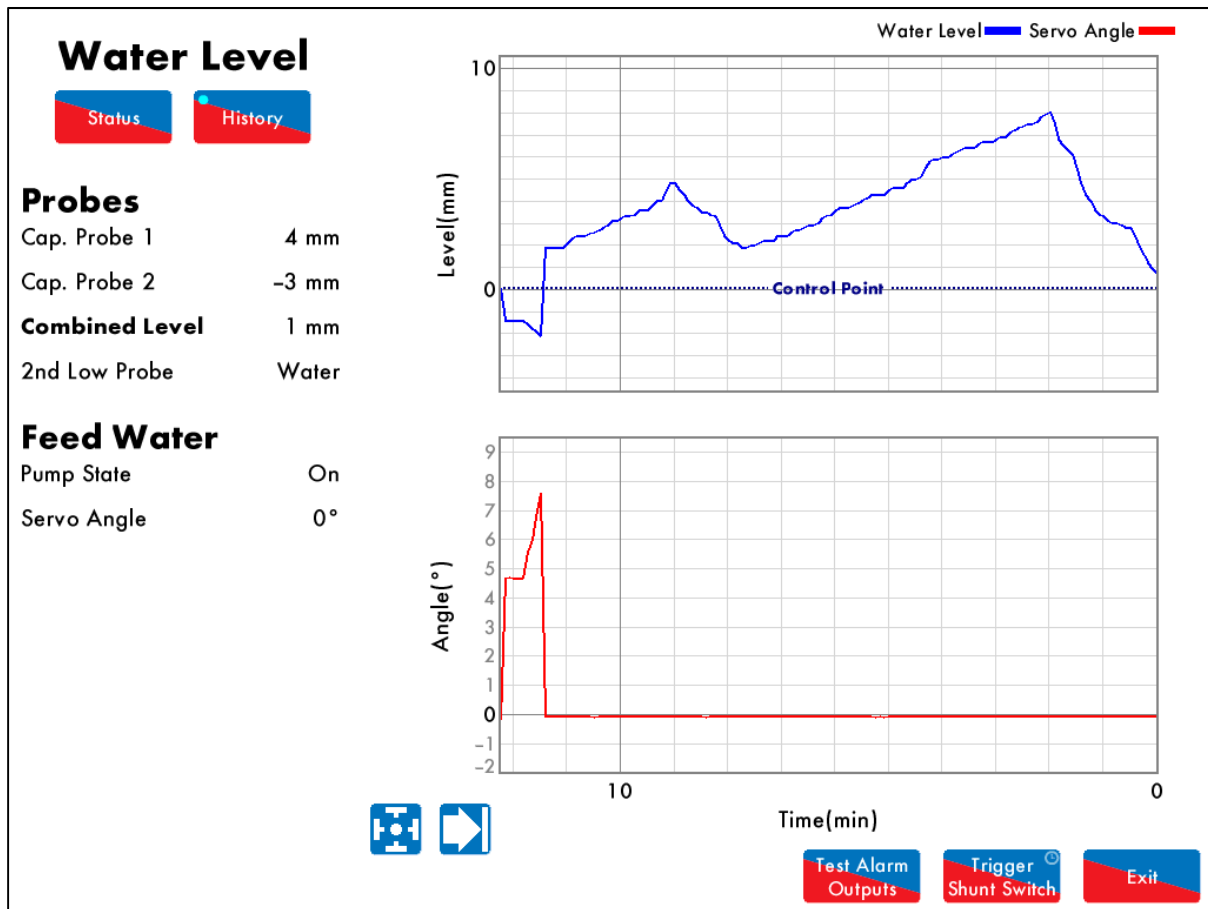 Water Level
Status
History
Probes
Cap. Probe 1 4 mm
Cap. Probe 2 –3 mm
Combined Level 1 mm
2nd Low Probe Water
Feed Water
Pump State On
Servo Angle 0°
Water Level Servo Angle
10
Level(mm)
0
Control Point
9
8
7
6
5
4
3
2
1
0
–1
–2
Angle(°)
10 0
Time(min)
Test Alarm
Outputs
Trigger
Shunt Switch
Exit